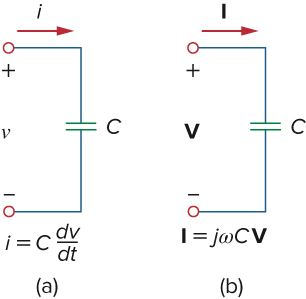 i
I
+
+
v
C
V
C
–
–
i = C dv/dt
I = jωCV
(a)
(b)